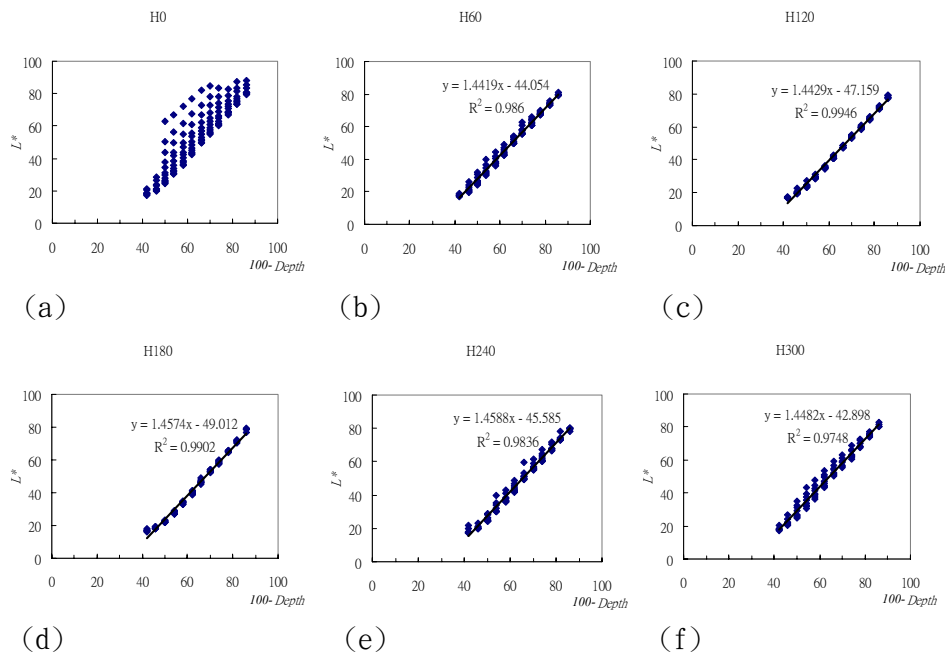 H0
100
80
60
40
20
0
L*
0 20 40 60 80 100
100- Depth
(a)
H60
100
80
60
40
20
0
L*
y = 1.4419x - 44.054
R² = 0.986
0 20 40 60 80 100
100- Depth
(b)
H120
100
80
60
40
20
0
L*
y = 1.4429x - 47.159
R² = 0.9946
0 20 40 60 80 100
100- Depth
(c)
H180
100
80
60
40
20
0
L*
y = 1.4574x - 49.012
R² = 0.9902
0 20 40 60 80 100
100- Depth
(d)
H240
100
80
60
40
20
0
L*
y = 1.4588x - 45.585
R² = 0.9836
0 20 40 60 80 100
100- Depth
(e)
H300
100
80
60
40
20
0
L*
y = 1.4482x - 42.898
R² = 0.9748
0 20 40 60 80 100
100- Depth
(f)